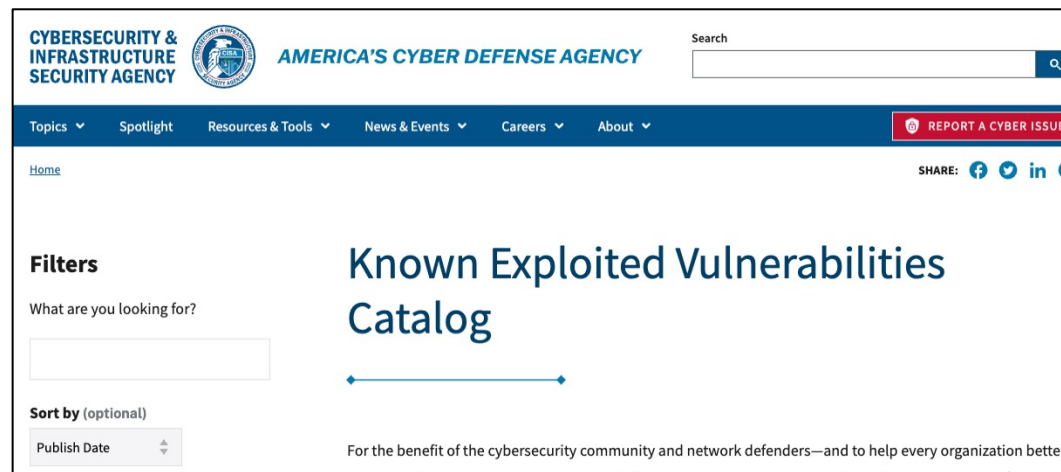 CYBERSECURITY &
INFRASTRUCTURE
SECURITY AGENCY
CISA
AMERICA'S CYBER DEFENSE AGENCY
Search
Topics
Spotlight
Resources & Tools
News & Events
Careers
About
REPORT A CYBER ISSUE
Home
SHARE:
Filters
What are you looking for?
Sort by (optional)
Publish Date
Known Exploited Vulnerabilities
Catalog
For the benefit of the cybersecurity community and network defenders—and to help every organization bette